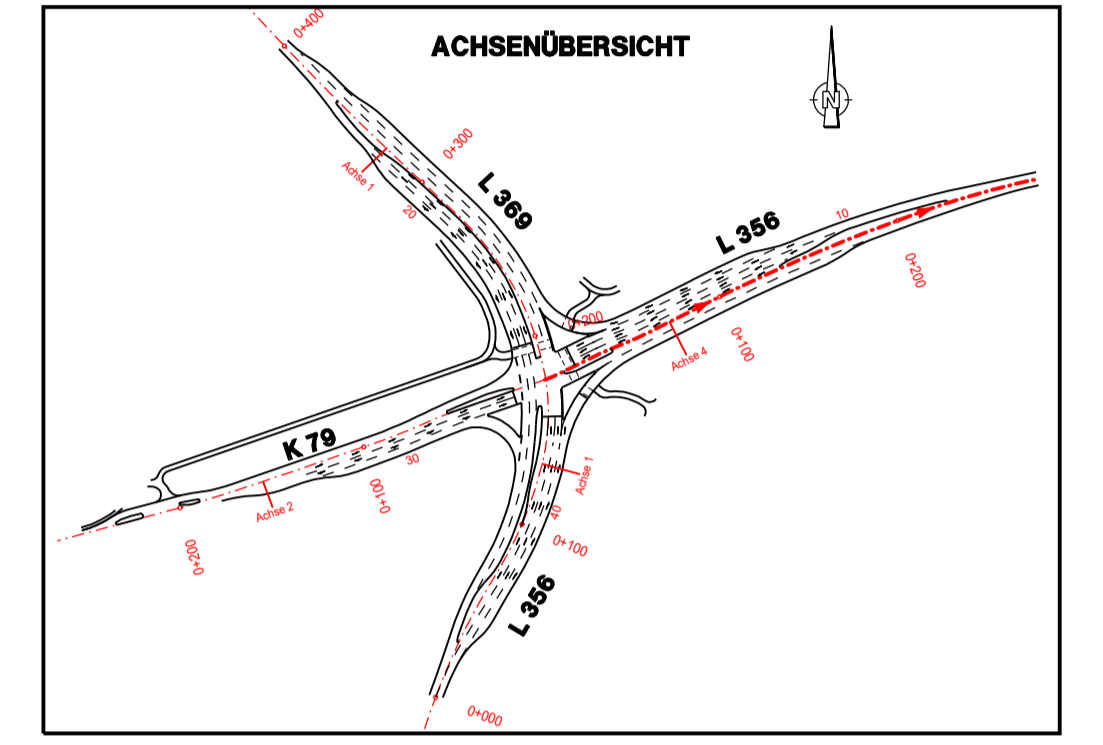 0+400
ACHSENÜBERSICHT
N
0+300
Achse 1
L 369
20
10
L 356
0+200
0+200
0+100
Achse 4
K 79
30
Achse 1
0+100
Achse 2
40
0+100
0+200
L 356
0+000